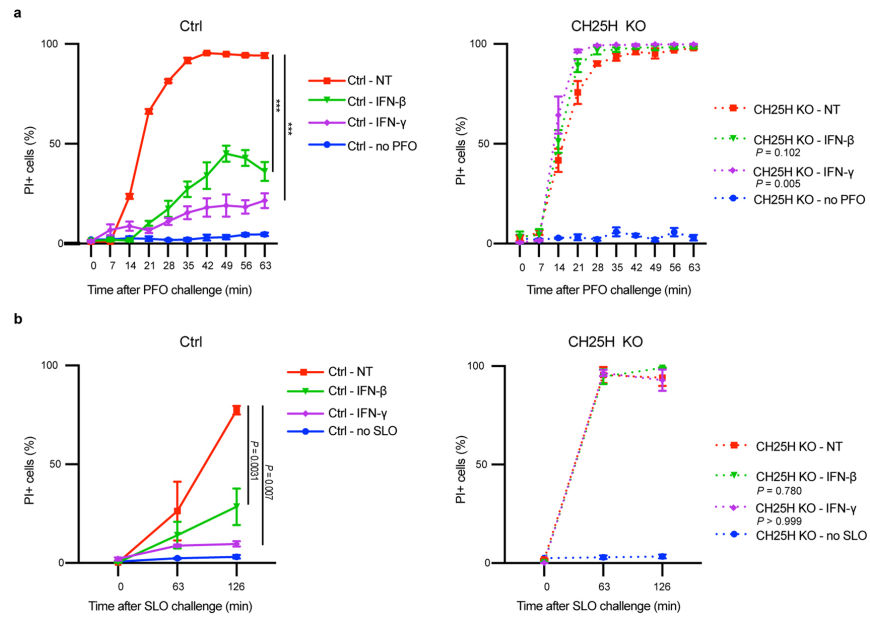 a
Ctrl
CH25H KO
100
50
0
PI+ cells (%)
0 7 14 21 28 35 42 49 56 63
Time after PFO challenge (min)
***
***
Ctrl - NT
Ctrl - IFN-β
Ctrl - IFN-γ
Ctrl - no PFO
100
50
0
PI+ cells (%)
0 7 14 21 28 35 42 49 56 63
Time after PFO challenge (min)
CH25H KO - NT
CH25H KO - IFN-β
P = 0.102
CH25H KO - IFN-γ
P = 0.005
CH25H KO - no PFO
b
Ctrl
CH25H KO
100
50
0
PI+ cells (%)
0 63 126
Time after SLO challenge (min)
P = 0.0031
P = 0.007
Ctrl - NT
Ctrl - IFN-β
Ctrl - IFN-γ
Ctrl - no SLO
100
50
0
PI+ cells (%)
0 63 126
Time after SLO challenge (min)
CH25H KO - NT
CH25H KO - IFN-β
P = 0.780
CH25H KO - IFN-γ
P > 0.999
CH25H KO - no SLO